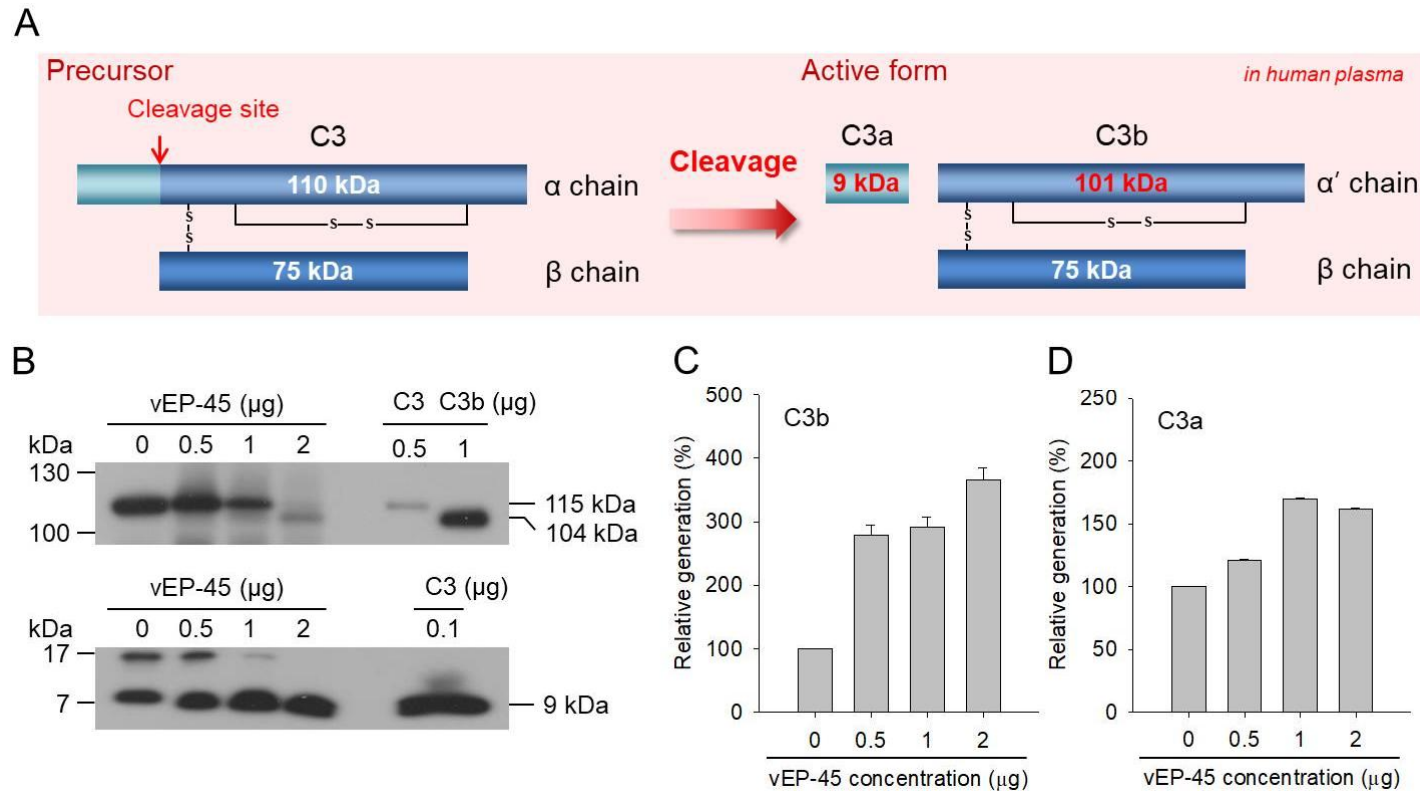 A
Precursor
Active form
in human plasma
Cleavage site
C3
C3a
C3b
Cleavage
110 kDa
α chain
9 kDa
101 kDa
α′ chain
s
s
s s
s
s
s s
75 kDa
β chain
75 kDa
β chain
B
vEP-45 (μg)
C3 C3b (μg)
kDa 0 0.5 1 2 0.5 1
130
115 kDa
100
104 kDa
vEP-45 (μg)
C3 (μg)
kDa 0 0.5 1 2 0.1
17
7
9 kDa
C
C3b
Relative generation (%)
500
400
300
200
100
0
0 0.5 1 2
vEP-45 concentration (μg)
D
C3a
Relative generation (%)
250
200
150
100
50
0
0 0.5 1 2
vEP-45 concentration (μg)